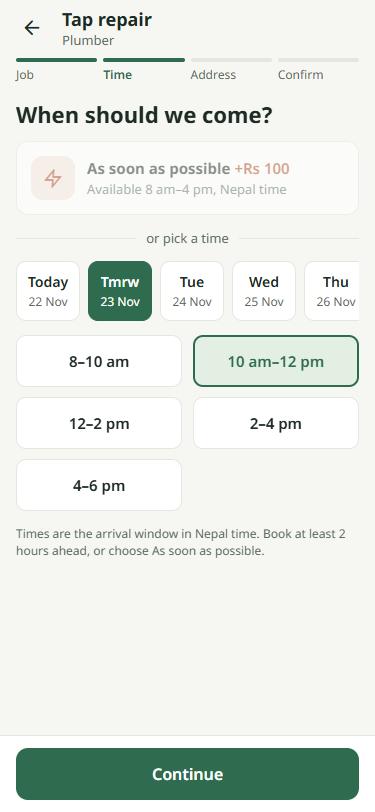 Tap repair
Plumber
Job
Time
Address
Confirm
When should we come?
As soon as possible +Rs 100
Available 8 am–4 pm, Nepal time
or pick a time
Today
22 Nov
Tmrw
23 Nov
Tue
24 Nov
Wed
25 Nov
Thu
26 Nov
8–10 am
10 am–12 pm
12–2 pm
2–4 pm
4–6 pm
Times are the arrival window in Nepal time. Book at least 2
hours ahead, or choose As soon as possible.
Continue